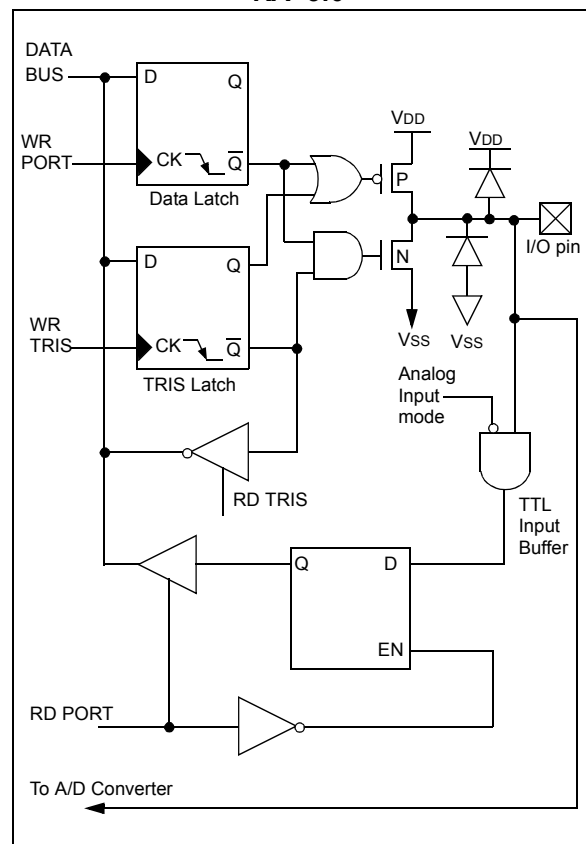 DATA
BUS
D
Q
WR
PORT
CK
Q
Data Latch
VDD
VDD
P
I/O pin
N
D
Q
WR
TRIS
CK
Q
TRIS Latch
VSS
VSS
Analog
Input
mode
RD TRIS
TTL
Input
Buffer
Q
D
EN
RD PORT
To A/D Converter